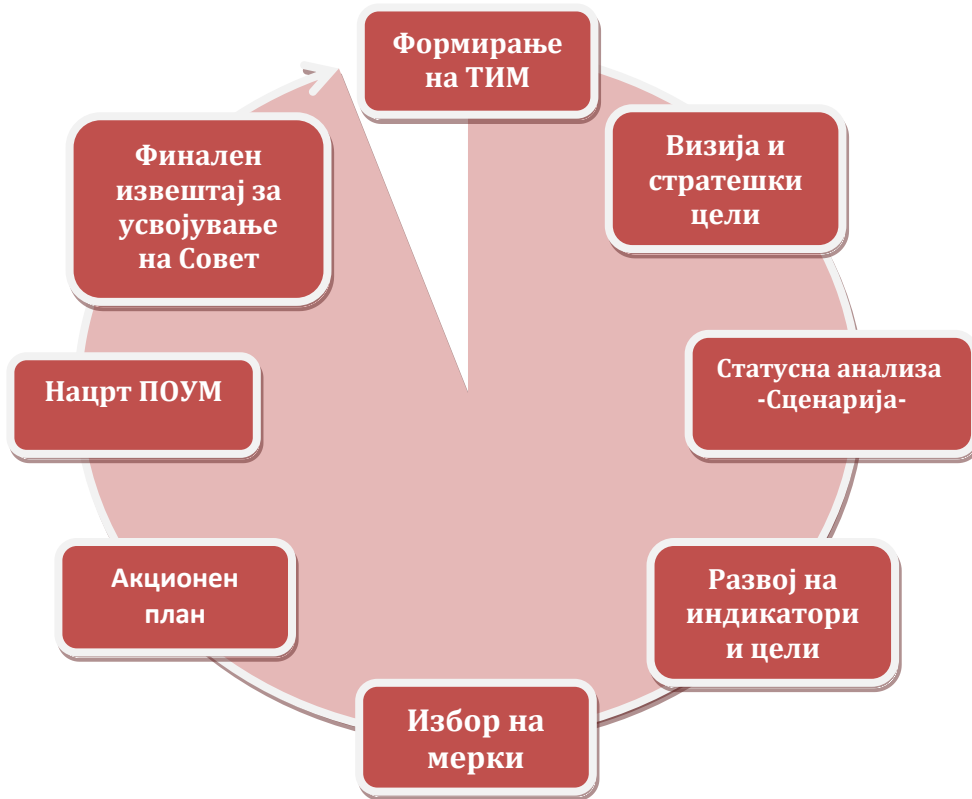 Формирање
на ТИМ
Визија и
стратешки
цели
Статусна анализа
-Сценарија-
Развој на
индикатори
и цели
Избор на
мерки
Акционен
план
Нацрт ПОУМ
Финален
извештај за
усвојување
на Совет